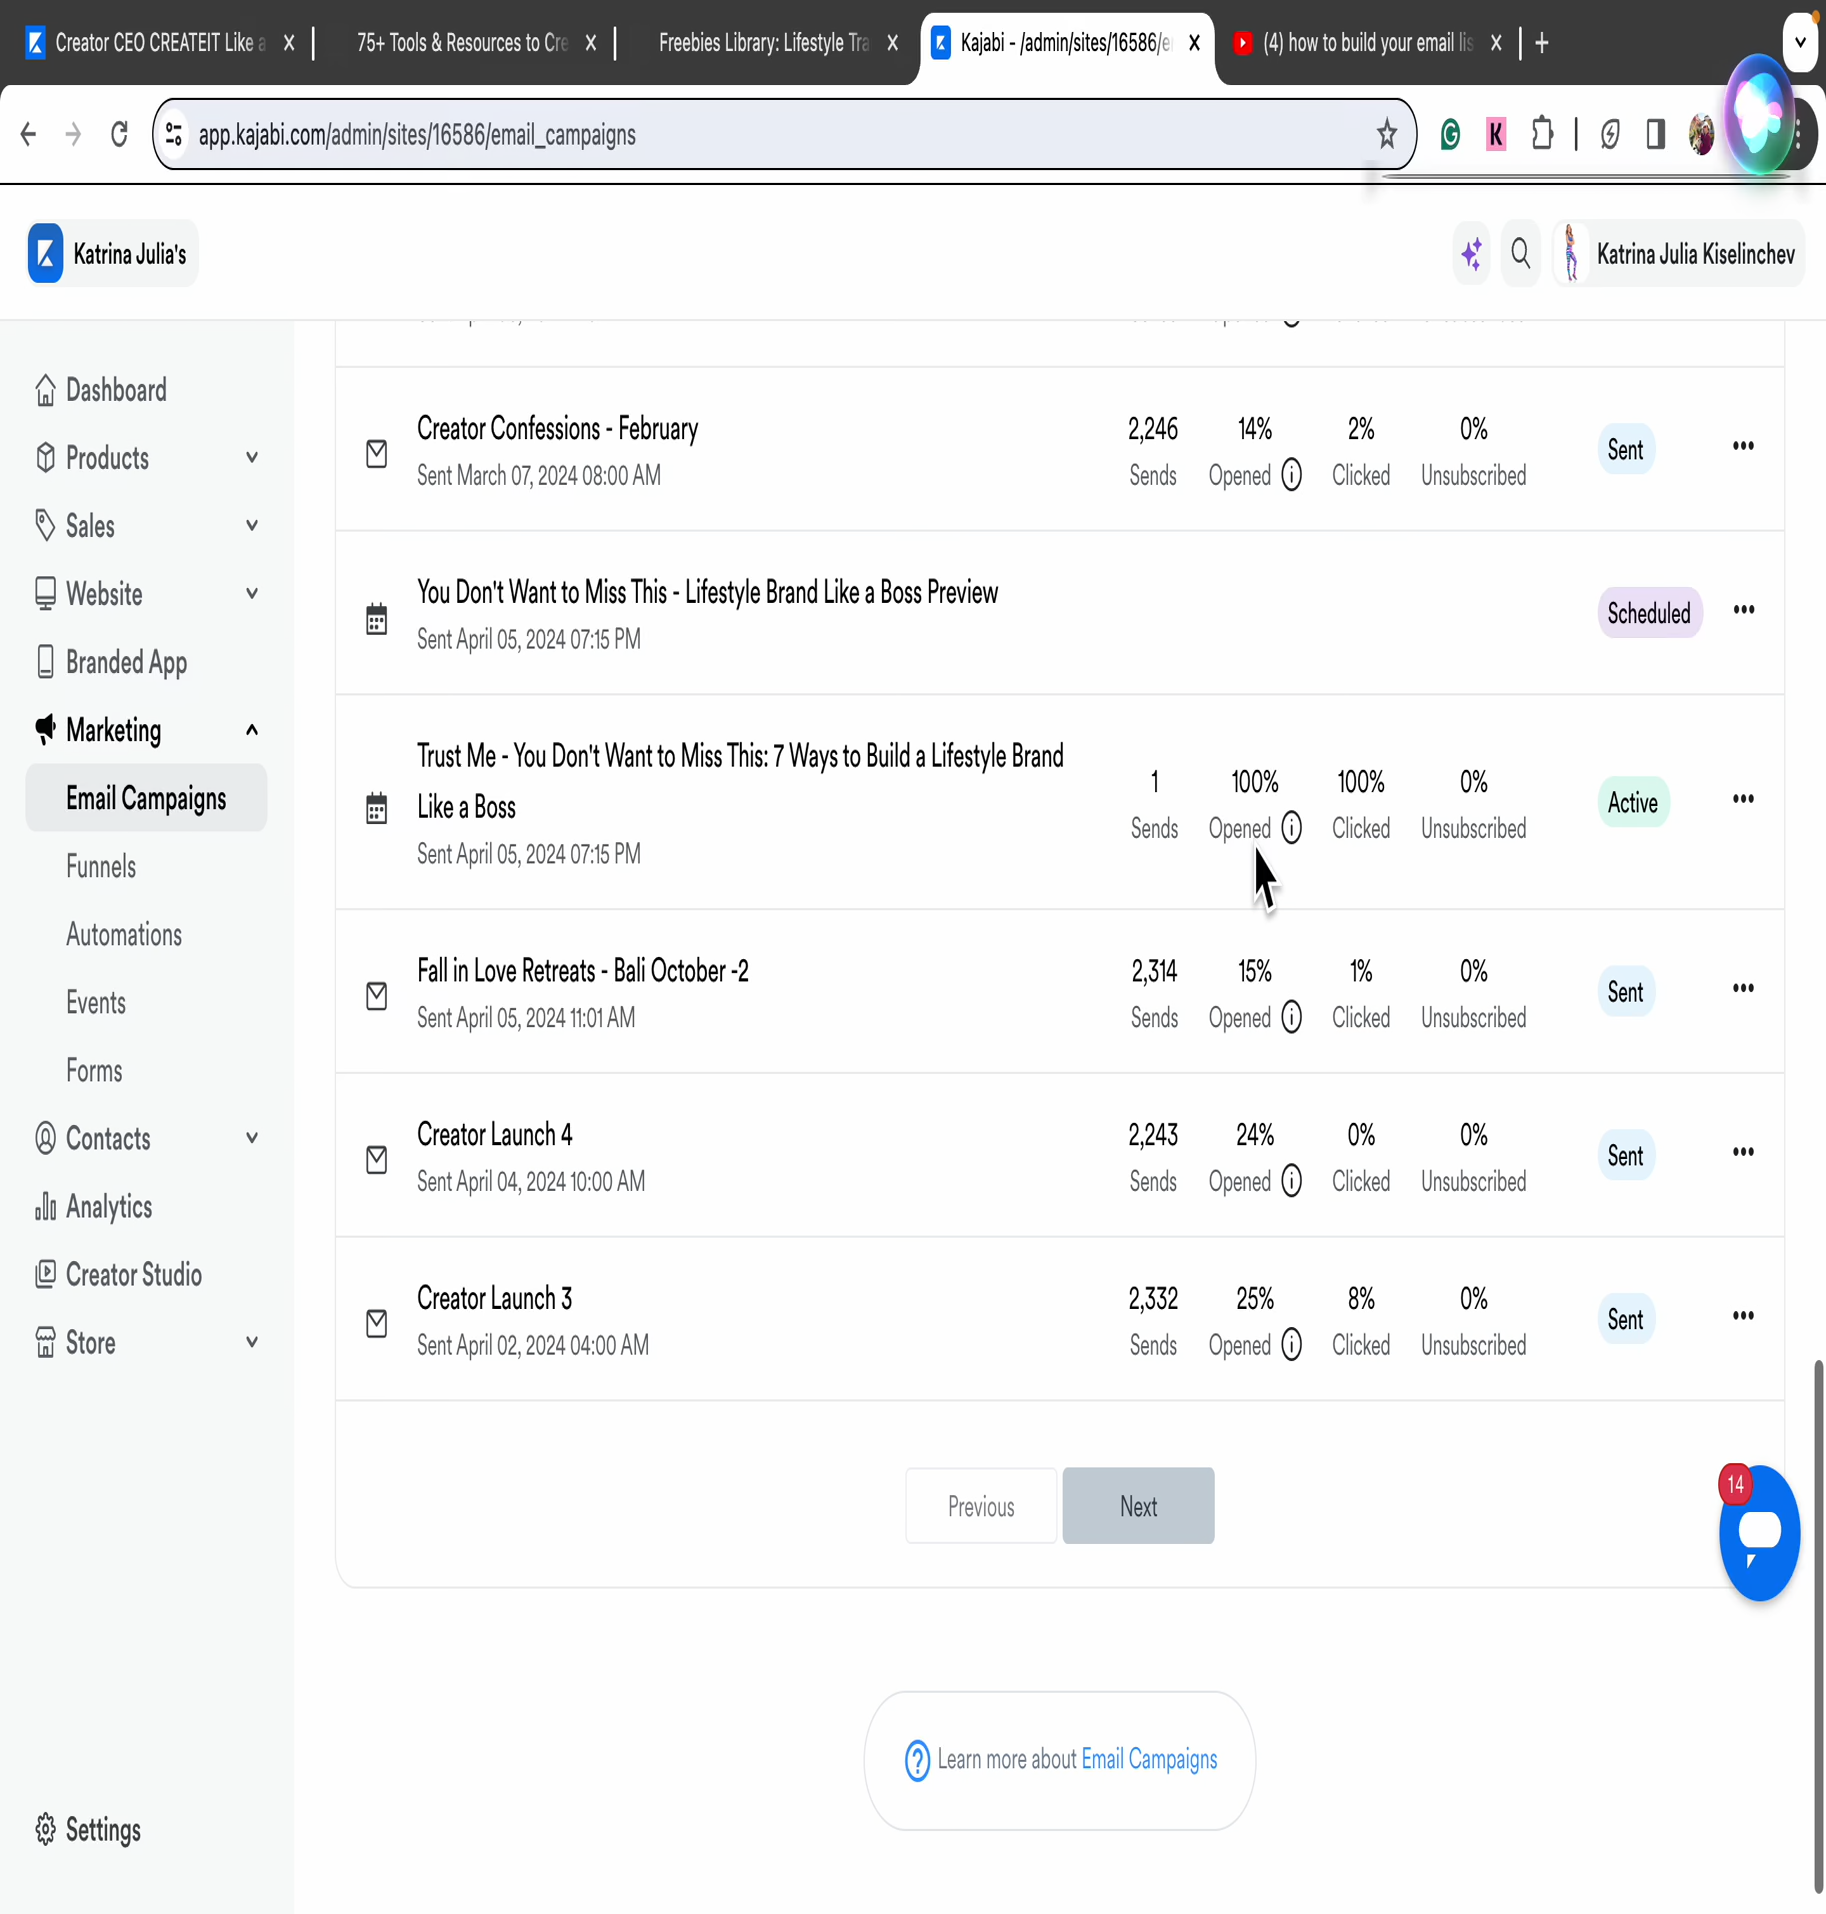 Creator CEO CREATEIT Like a
75+ Tools & Resources to Cre
Freebies Library: Lifestyle Tra
Kajabi - /admin/sites/16586/e
(4) how to build your email lis
app.kajabi.com/admin/sites/16586/email_campaigns
Katrina Julia's
Katrina Julia Kiselinchev
Dashboard
Products
Sales
Website
Branded App
Marketing
Email Campaigns
Funnels
Automations
Events
Forms
Contacts
Analytics
Creator Studio
Store
Settings
Creator Confessions - February
Sent March 07, 2024 08:00 AM
2,246 14% 2% 0%
Sends Opened Clicked Unsubscribed
Sent
You Don't Want to Miss This - Lifestyle Brand Like a Boss Preview
Sent April 05, 2024 07:15 PM
Scheduled
Trust Me - You Don't Want to Miss This: 7 Ways to Build a Lifestyle Brand
Like a Boss
Sent April 05, 2024 07:15 PM
1 100% 100% 0%
Sends Opened Clicked Unsubscribed
Active
Fall in Love Retreats - Bali October -2
Sent April 05, 2024 11:01 AM
2,314 15% 1% 0%
Sends Opened Clicked Unsubscribed
Sent
Creator Launch 4
Sent April 04, 2024 10:00 AM
2,243 24% 0% 0%
Sends Opened Clicked Unsubscribed
Sent
Creator Launch 3
Sent April 02, 2024 04:00 AM
2,332 25% 8% 0%
Sends Opened Clicked Unsubscribed
Sent
Previous Next
14
Learn more about Email Campaigns